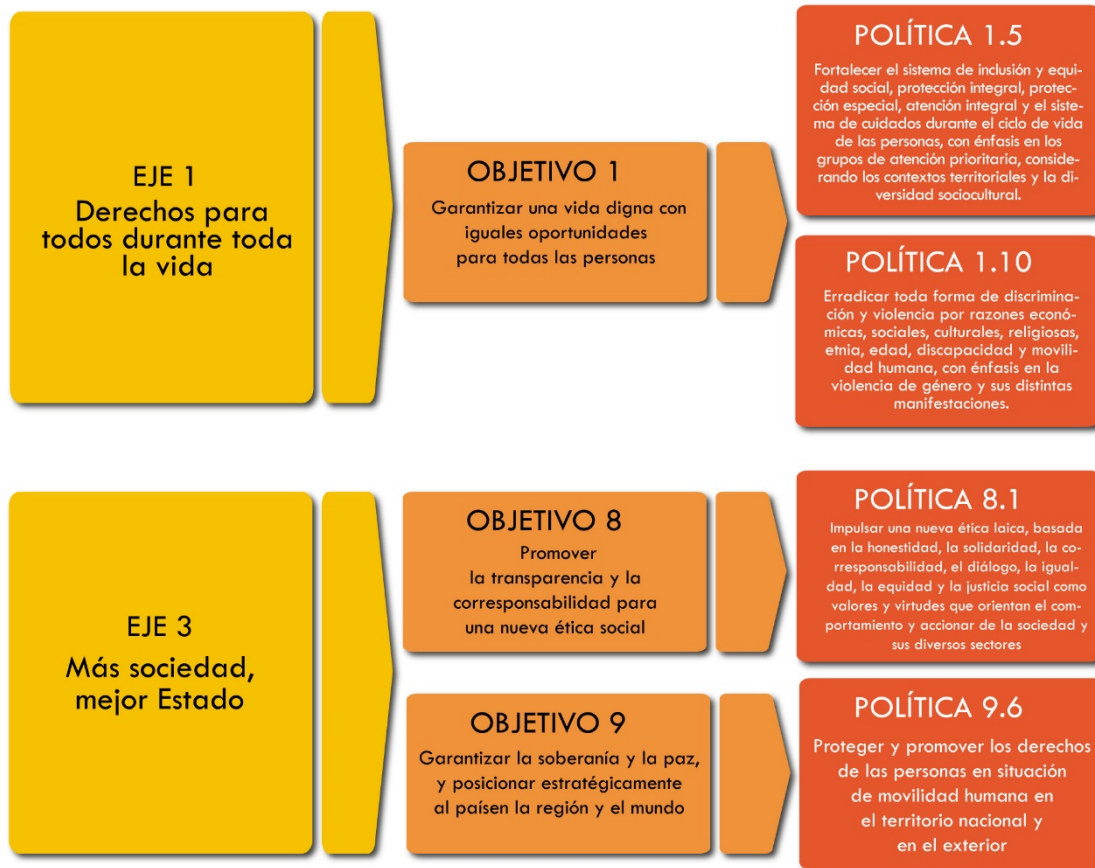 EJE 1
Derechos para
todos durante toda
la vida
OBJETIVO 1
Garantizar una vida digna con
iguales oportunidades
para todas las personas
POLÍTICA 1.5
Fortalecer el sistema de inclusión y equi-
dad social, protección integral, protec-
ción especial, atención integral y el siste-
ma de cuidados durante el ciclo de vida
de las personas, con énfasis en los
grupos de atención prioritaria, conside-
rando los contextos territoriales y la di-
versidad sociocultural.
POLÍTICA 1.10
Erradicar toda forma de discrimina-
ción y violencia por razones econó-
micas, sociales, culturales, religiosas,
etnia, edad, discapacidad y movili-
dad humana, con énfasis en la
violencia de género y sus distintas
manifestaciones.
EJE 3
Más sociedad,
mejor Estado
OBJETIVO 8
Promover
la transparencia y la
corresponsabilidad para
una nueva ética social
POLÍTICA 8.1
Impulsar una nueva ética laica, basada
en la honestidad, la solidaridad, la co-
rresponsabilidad, el diálogo, la igual-
dad, la equidad y la justicia social como
valores y virtudes que orientan el com-
portamiento y accionar de la sociedad y
sus diversos sectores
OBJETIVO 9
Garantizar la soberanía y la paz,
y posicionar estratégicamente
al paísen la región y el mundo
POLÍTICA 9.6
Proteger y promover los derechos
de las personas en situación
de movilidad humana en
el territorio nacional y
en el exterior